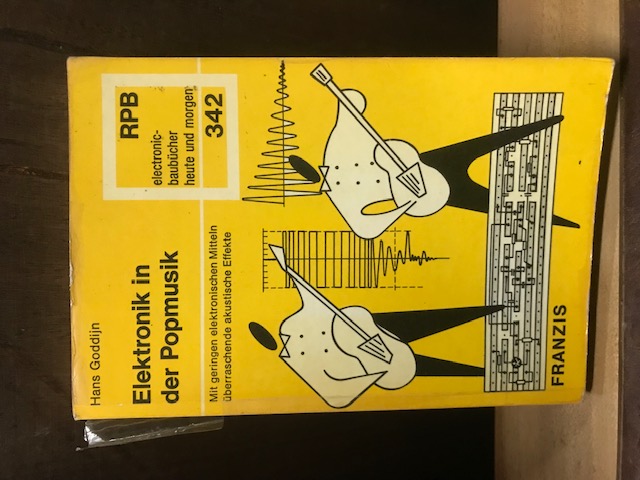 Hans Goddijn
Elektronik in
der Popmusik
RPB
electronic-
baubücher
heute und morgen:
342
Mit geringen elektronischen Mitteln
überraschende akustische Effekte
FRANZIS